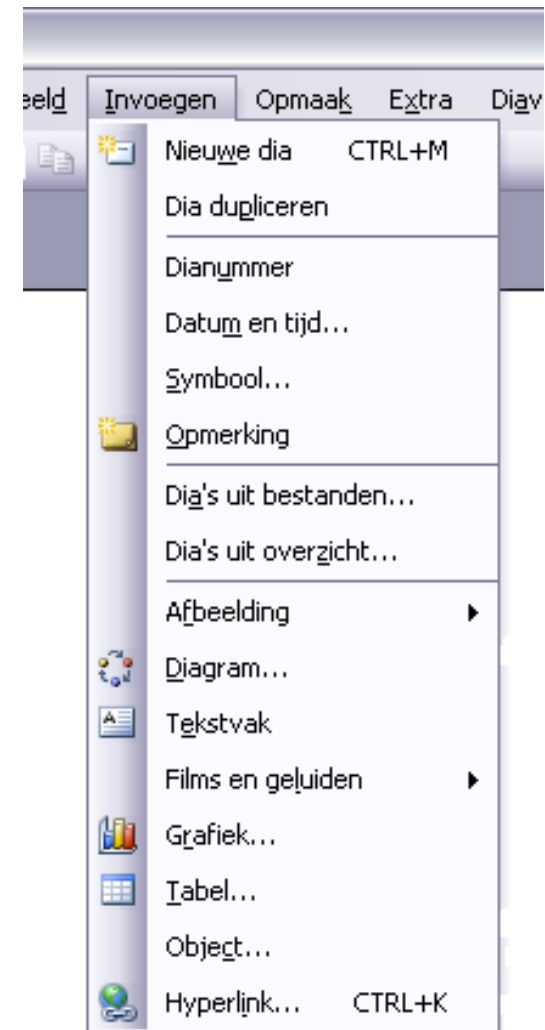 eeld Invoegen Opmaak Extra Diav
Nieuwe dia CTRL+M
Dia dupliceren
Dianummer
Datum en tijd...
Symbool...
Opmerking
Dia's uit bestanden...
Dia's uit overzicht...
Afbeelding
Diagram...
Tekstvak
Films en geluiden
Grafiek...
Tabel...
Object...
Hyperlink... CTRL+K